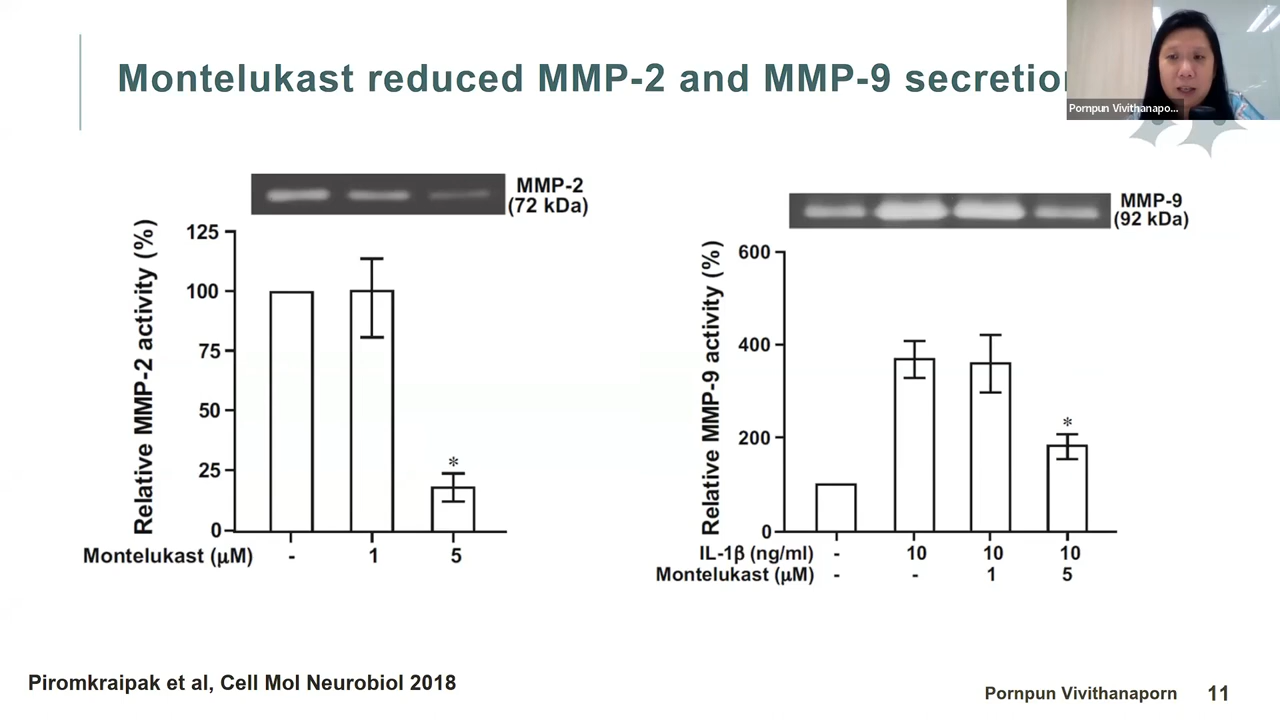 Montelukast reduced MMP-2 and MMP-9 secretion
Pornpun Vivithanapo...
MMP-2
(72 kDa)
Relative MMP-2 activity (%)
125
100
75
50
25
0
*
Montelukast (µM) - 1 5
MMP-9
(92 kDa)
Relative MMP-9 activity (%)
600
400
200
0
*
IL-1β (ng/ml) - 10 10 10
Montelukast (µM) - - 1 5
Piromkraipak et al, Cell Mol Neurobiol 2018
Pornpun Vivithanaporn 11